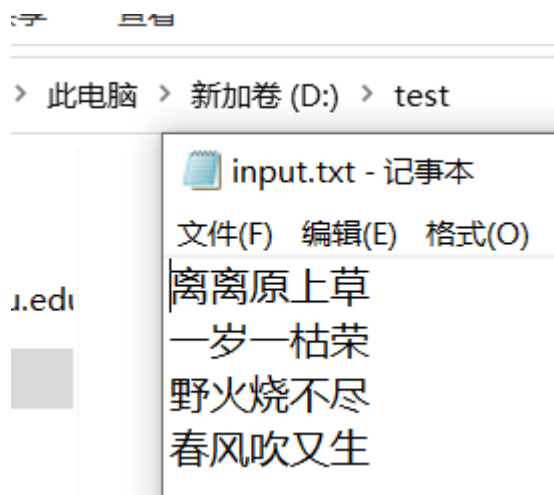 查看
此电脑 > 新加卷 (D:) > test
input.txt - 记事本
文件(F) 编辑(E) 格式(O)
离离原上草
u.edu
一岁一枯荣
野火烧不尽
春风吹又生